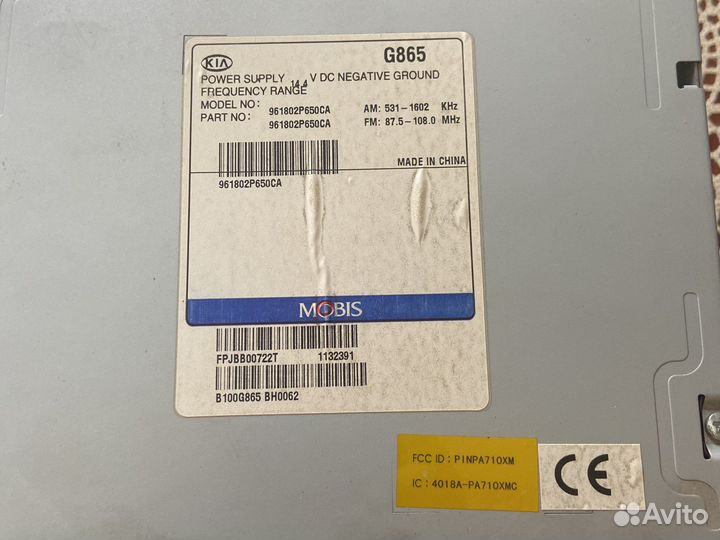 KIA
G865
POWER SUPPLY 14.4 V DC NEGATIVE GROUND
FREQUENCY RANGE
MODEL NO: 961802P650CA AM: 531-1602 KHz
PART NO: 961802P650CA FM: 87.5-108.0 MHz
MADE IN CHINA
961802P650CA
MOBIS
FPJBB00722T 1132391
B100G865 BH0062
FCC ID : PINPA710XM
IC : 4018A-PA710XMC
CE
Avito